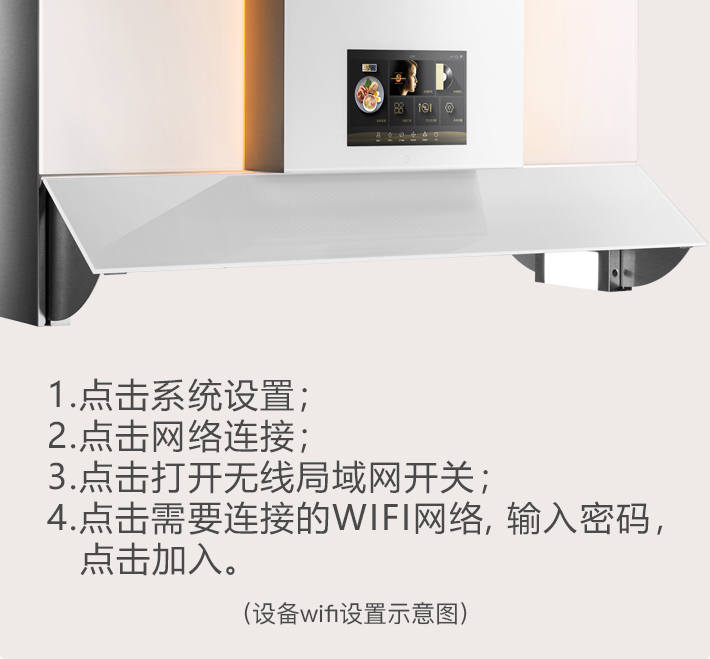 1.点击系统设置；
2.点击网络连接；
3.点击打开无线局域网开关；
4.点击需要连接的WIFI网络，输入密码，
点击加入。
（设备wifi设置示意图）